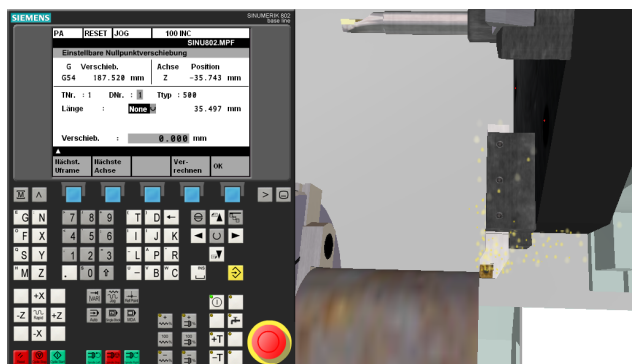 SIEMENS
SINUMERIK 802
base line
PA RESET JOG 100 INC
SINU802.MPF
Einstellbare Nullpunktverschiebung
G Verschieb. Achse Position
G54 187.520 mm Z -35.743 mm
TNr. : 1 DNr. : 1 Ttyp : 500
Länge : None 35.497 mm
Verschieb. : 0.000 mm
Nächst. Uframe
Nächste Achse
Ver- rechnen
OK
M
G N 7 8 9 T D
F X 4 5 6 I J K
S Y 1 2 3 L P R
M Z . 0 - B C
+X
-Z +Z
-X
+T
-T